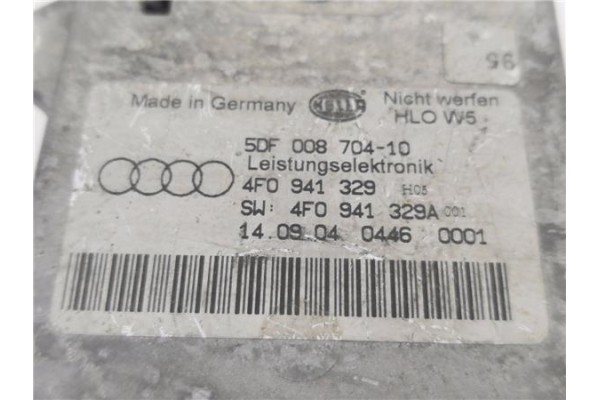 95
Made in Germany HELLA Nicht werfen
HLO W5
5DF 008 704-10
Leistungselektronik
4F0 941 329 H05
SW: 4F0 941 329A 001
14.09.04 0446 0001